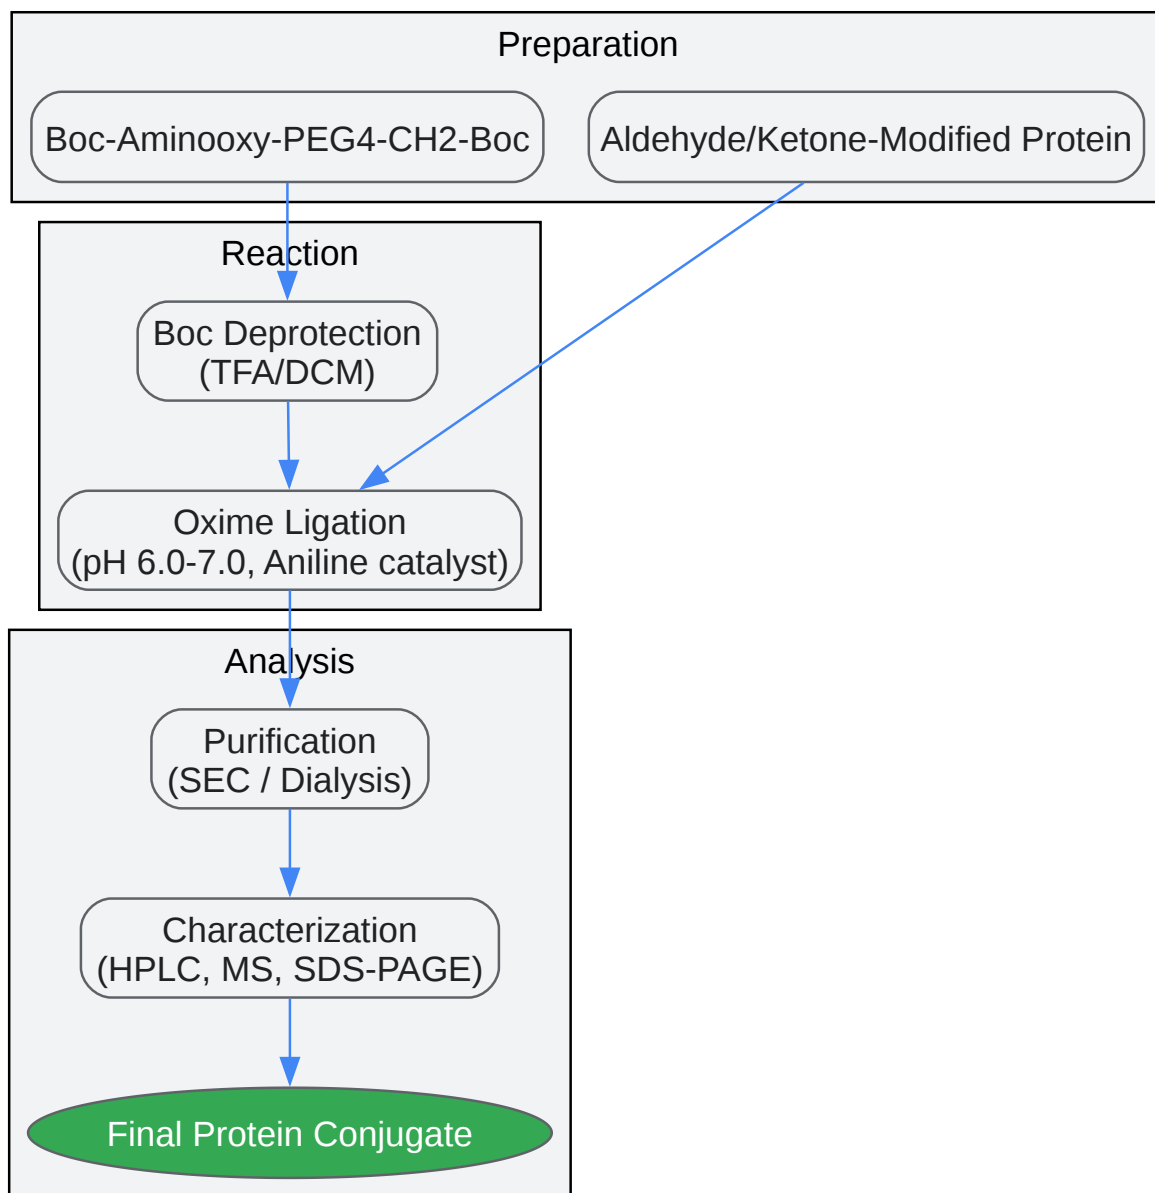 Preparation
Boc-Aminooxy-PEG4-CH2-Boc
Aldehyde/Ketone-Modified Protein
Reaction
Boc Deprotection
(TFA/DCM)
Oxime Ligation
(pH 6.0-7.0, Aniline catalyst)
Analysis
Purification
(SEC / Dialysis)
Characterization
(HPLC, MS, SDS-PAGE)
Final Protein Conjugate